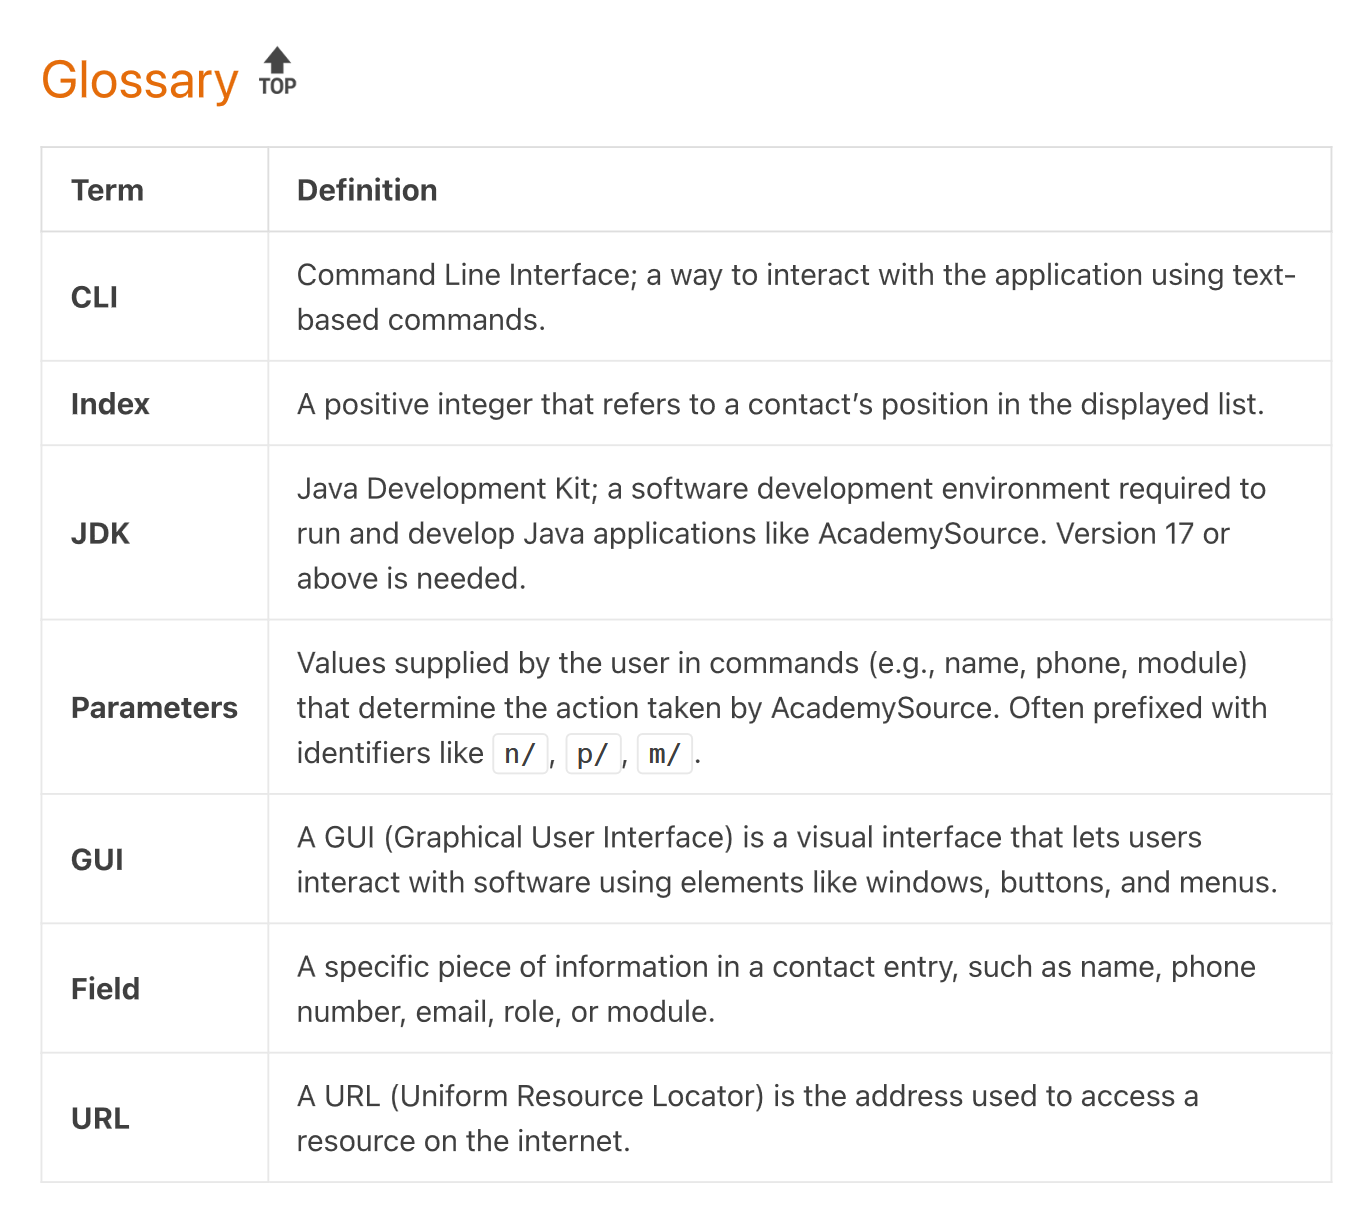 Glossary
TOP
Term
Definition
CLI
Command Line Interface; a way to interact with the application using text-
based commands.
Index
A positive integer that refers to a contact’s position in the displayed list.
JDK
Java Development Kit; a software development environment required to
run and develop Java applications like AcademySource. Version 17 or
above is needed.
Parameters
Values supplied by the user in commands (e.g., name, phone, module)
that determine the action taken by AcademySource. Often prefixed with
identifiers like n/, p/, m/.
GUI
A GUI (Graphical User Interface) is a visual interface that lets users
interact with software using elements like windows, buttons, and menus.
Field
A specific piece of information in a contact entry, such as name, phone
number, email, role, or module.
URL
A URL (Uniform Resource Locator) is the address used to access a
resource on the internet.